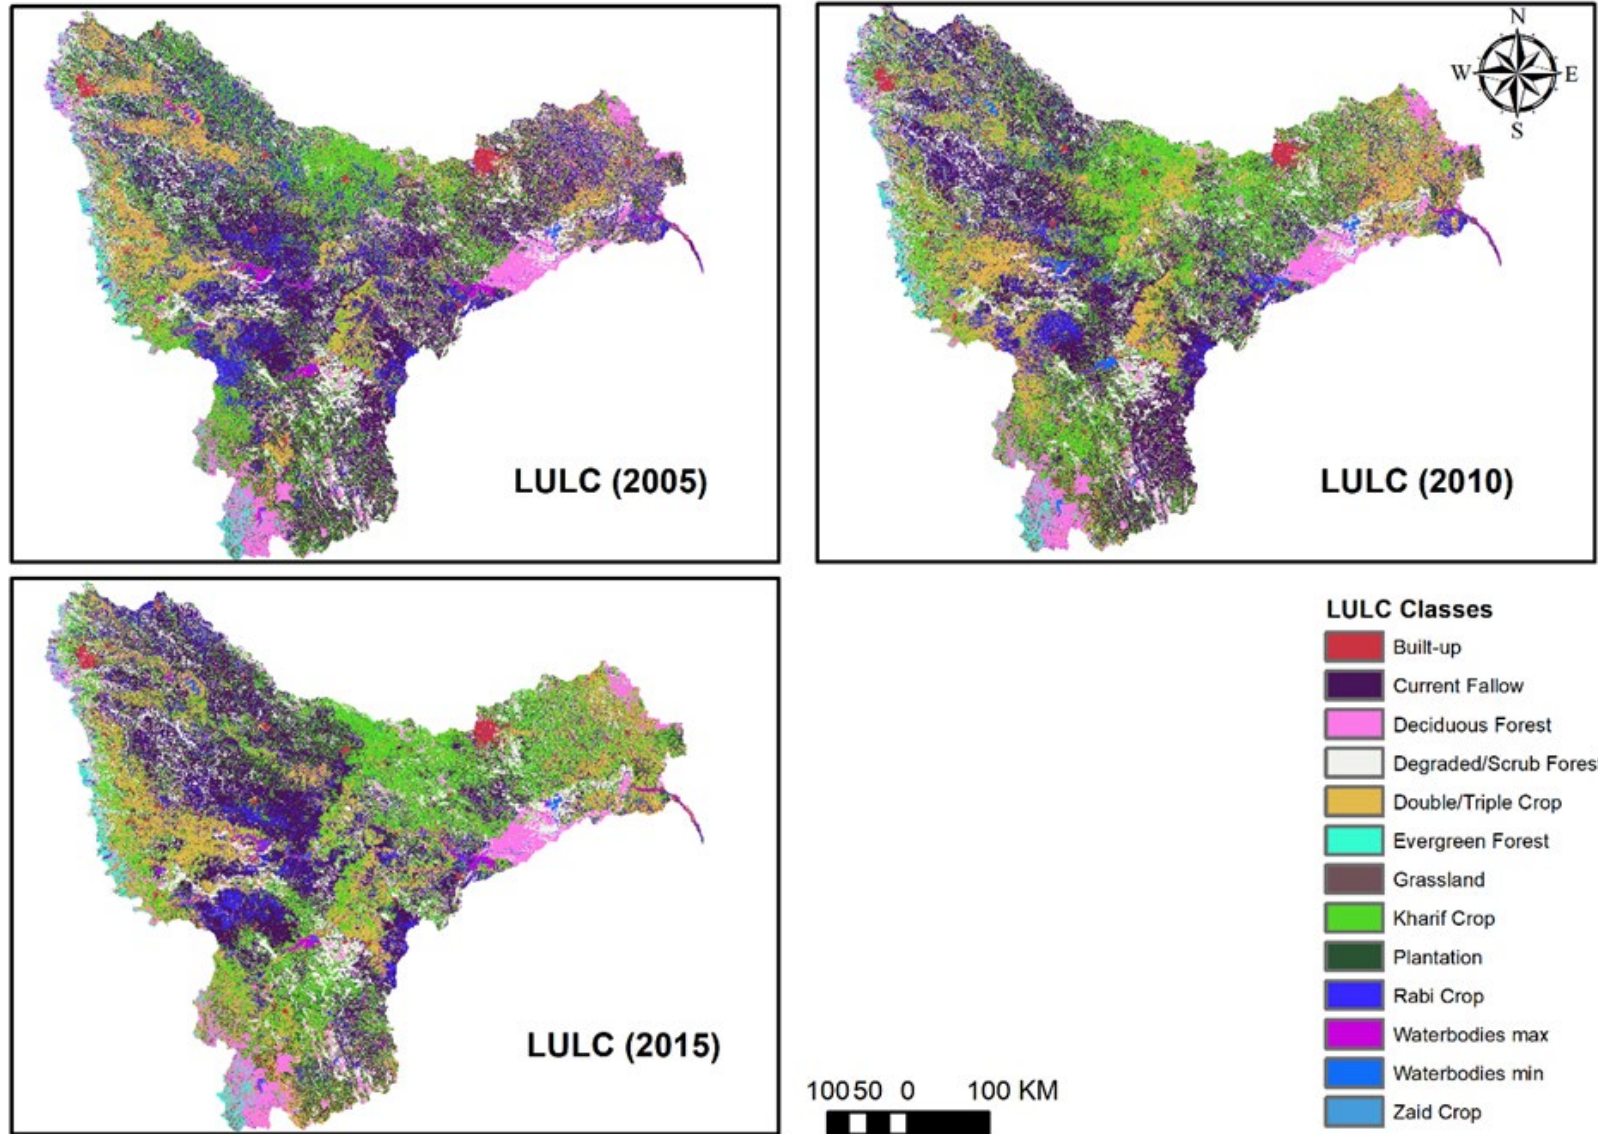 N
W E
S
LULC (2005)
LULC (2010)
LULC (2015)
LULC Classes
Built-up
Current Fallow
Deciduous Forest
Degraded/Scrub Fores
Double/Triple Crop
Evergreen Forest
Grassland
Kharif Crop
Plantation
Rabi Crop
Waterbodies max
Waterbodies min
Zaid Crop
100 50 0 100 KM